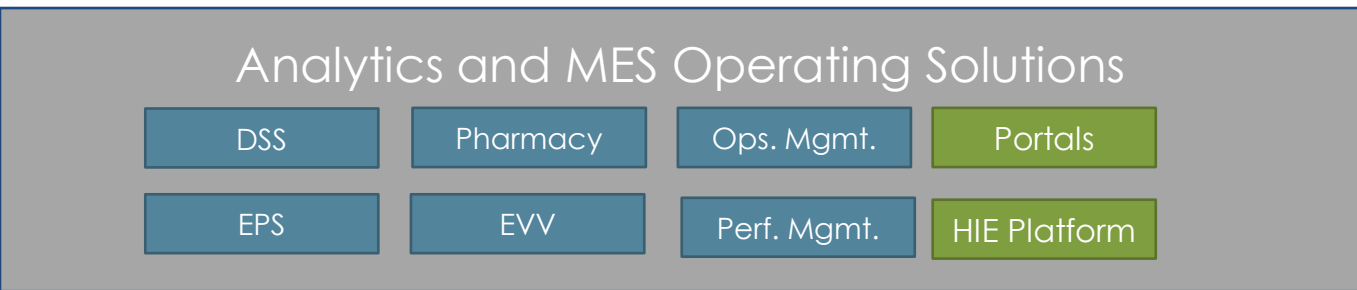 Analytics and MES Operating Solutions
DSS
Pharmacy
Ops. Mgmt.
Portals
EPS
EVV
Perf. Mgmt.
HIE Platform